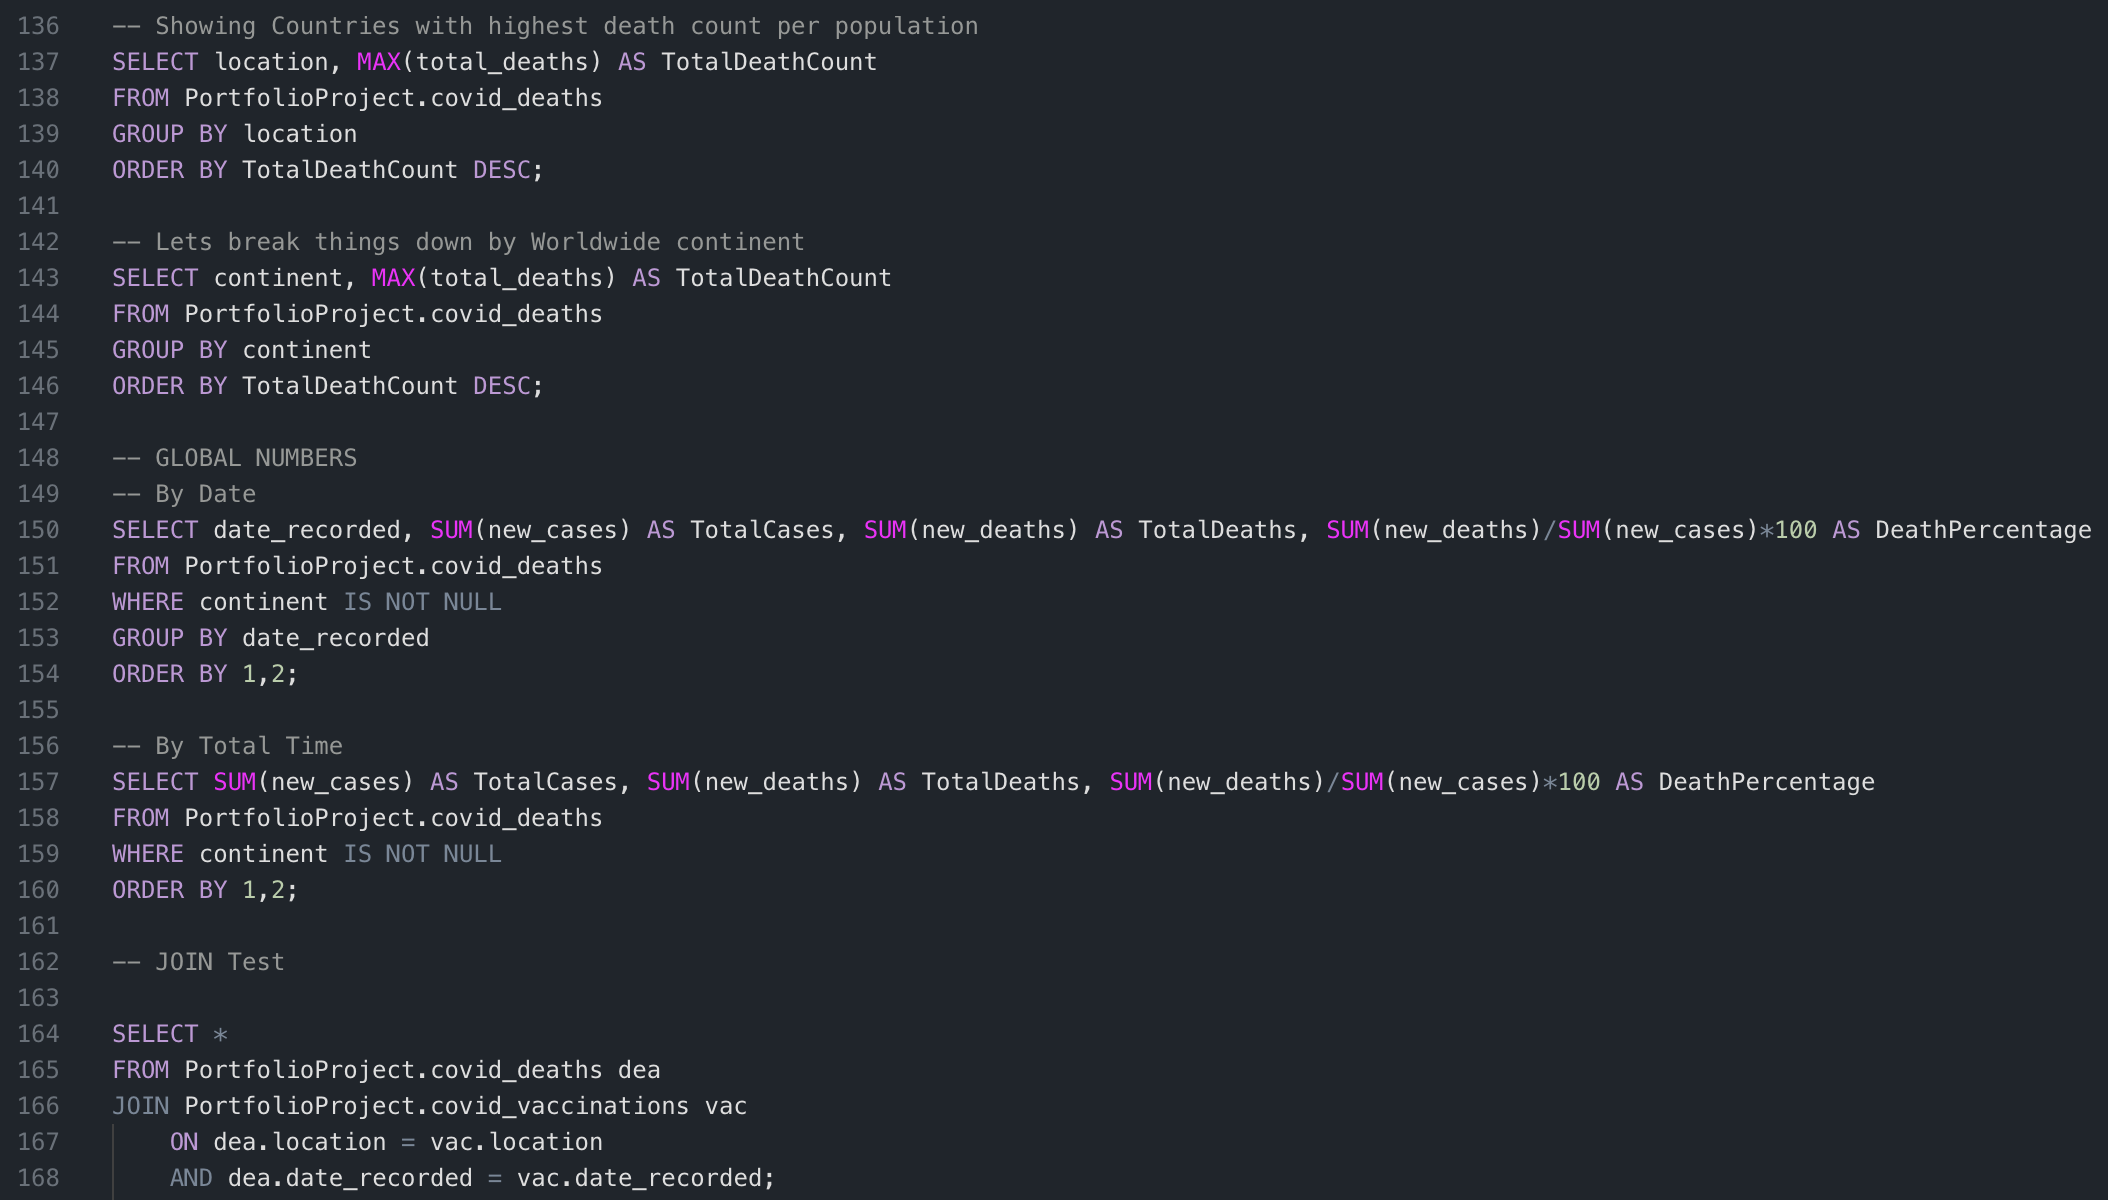 136 -- Showing Countries with highest death count per population
137 SELECT location, MAX(total_deaths) AS TotalDeathCount
138 FROM PortfolioProject.covid_deaths
139 GROUP BY location
140 ORDER BY TotalDeathCount DESC;
141
142 -- Lets break things down by Worldwide continent
143 SELECT continent, MAX(total_deaths) AS TotalDeathCount
144 FROM PortfolioProject.covid_deaths
145 GROUP BY continent
146 ORDER BY TotalDeathCount DESC;
147
148 -- GLOBAL NUMBERS
149 -- By Date
150 SELECT date_recorded, SUM(new_cases) AS TotalCases, SUM(new_deaths) AS TotalDeaths, SUM(new_deaths)/SUM(new_cases)*100 AS DeathPercentage
151 FROM PortfolioProject.covid_deaths
152 WHERE continent IS NOT NULL
153 GROUP BY date_recorded
154 ORDER BY 1,2;
155
156 -- By Total Time
157 SELECT SUM(new_cases) AS TotalCases, SUM(new_deaths) AS TotalDeaths, SUM(new_deaths)/SUM(new_cases)*100 AS DeathPercentage
158 FROM PortfolioProject.covid_deaths
159 WHERE continent IS NOT NULL
160 ORDER BY 1,2;
161
162 -- JOIN Test
163
164 SELECT *
165 FROM PortfolioProject.covid_deaths dea
166 JOIN PortfolioProject.covid_vaccinations vac
167 ON dea.location = vac.location
168 AND dea.date_recorded = vac.date_recorded;